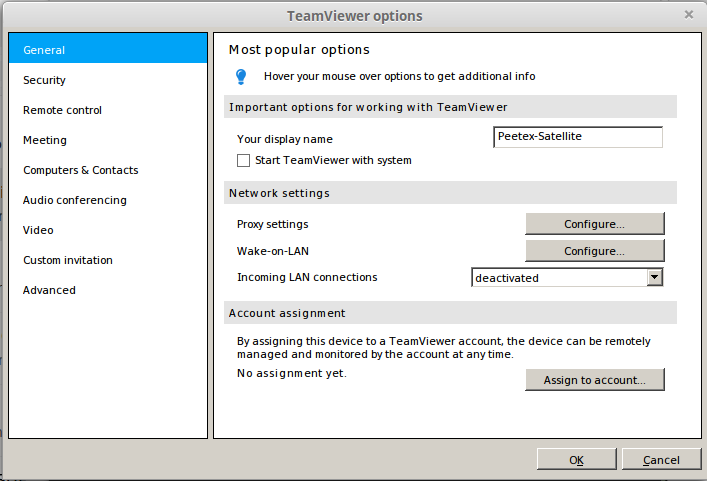 TeamViewer options
General
Security
Remote control
Meeting
Computers & Contacts
Audio conferencing
Video
Custom invitation
Advanced
Most popular options
Hover your mouse over options to get additional info
Important options for working with TeamViewer
Your display name
Peetex-Satellite
Start TeamViewer with system
Network settings
Proxy settings
Configure...
Wake-on-LAN
Configure...
Incoming LAN connections
deactivated
Account assignment
By assigning this device to a TeamViewer account, the device can be remotely
managed and monitored by the account at any time.
No assignment yet.
Assign to account...
OK
Cancel